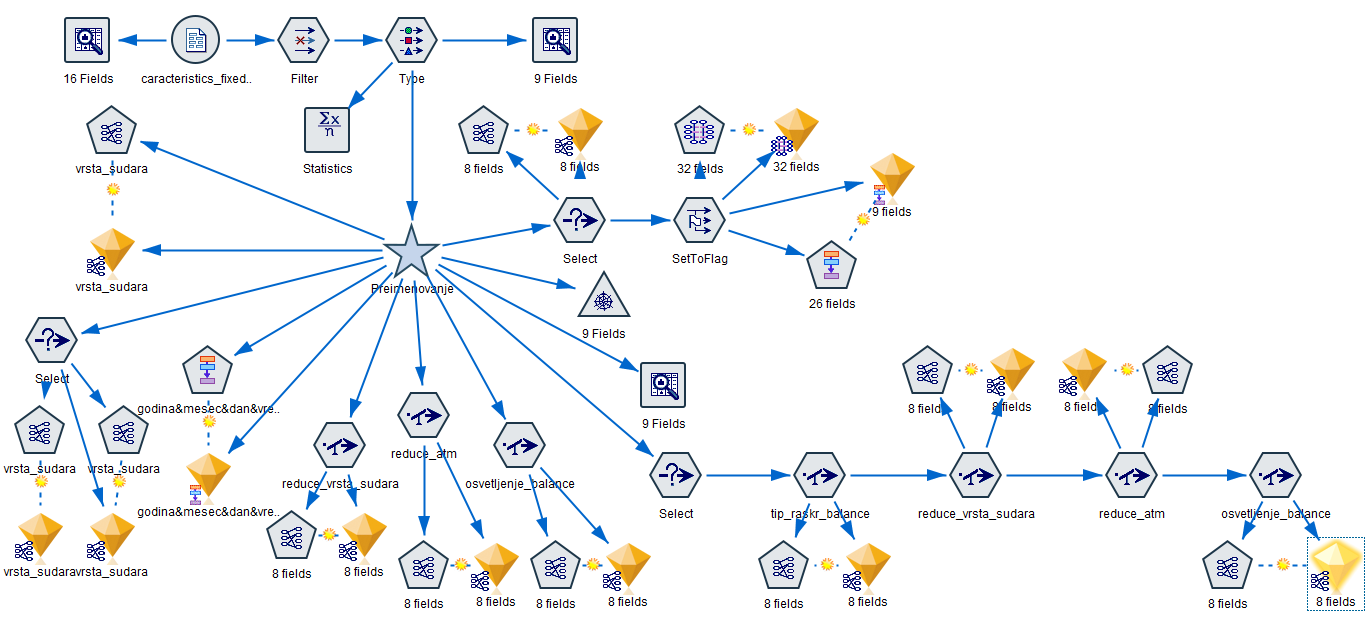 16 Fields
caracteristics_fixed..
Filter
Type
9 Fields
Σx
n
Statistics
vrsta_sudara
8 fields
8 fields
32 fields
32 fields
9 fields
vrsta_sudara
Select
SetToFlag
Preimenovanje
26 fields
9 Fields
Select
godina&mesec&dan&vre..
9 Fields
8 fields
8 fields
8 fields
8 fields
vrsta_sudara
vrsta_sudara
reduce_atm
reduce_vrsta_sudara
osvetljenje_balance
Select
tip_raskr_balance
reduce_vrsta_sudara
reduce_atm
osvetljenje_balance
godina&mesec&dan&vre..
vrsta_sudara
vrsta_sudara
8 fields
8 fields
8 fields
8 fields
8 fields
8 fields
8 fields
8 fields
8 fields
8 fields